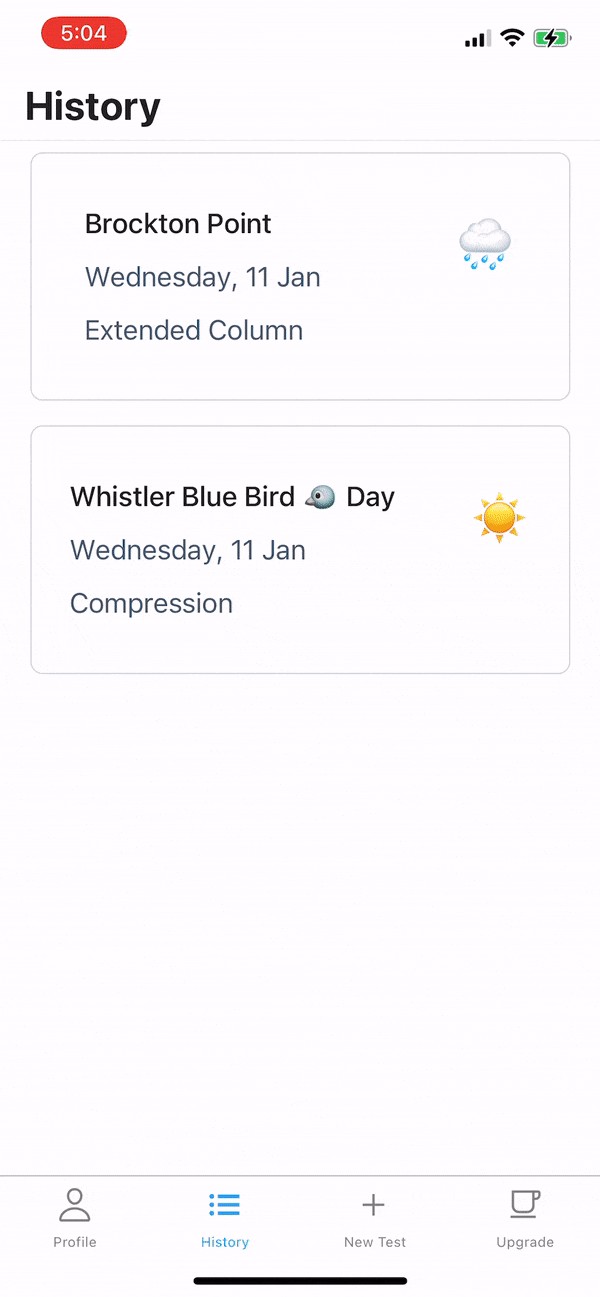 5:04
History
Brockton Point
Wednesday, 11 Jan
Extended Column
Whistler Blue Bird 🐦 Day
Wednesday, 11 Jan
Compression
Profile
History
New Test
Upgrade